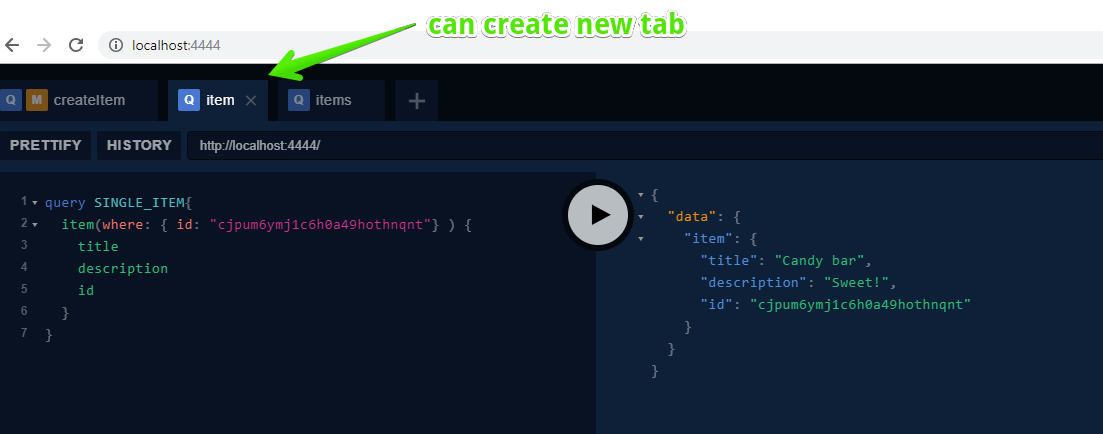 can create new tab
localhost:4444
Q M createItem Q item Q items
PRETTIFY HISTORY http://localhost:4444/
1 query SINGLE_ITEM{
2 item(where: { id: "cjpum6ymj1c6h0a49hothnqnt"} ) {
3 title
4 description
5 id
6 }
7 }
{
"data": {
"item": {
"title": "Candy bar",
"description": "Sweet!",
"id": "cjpum6ymj1c6h0a49hothnqnt"
}
}
}